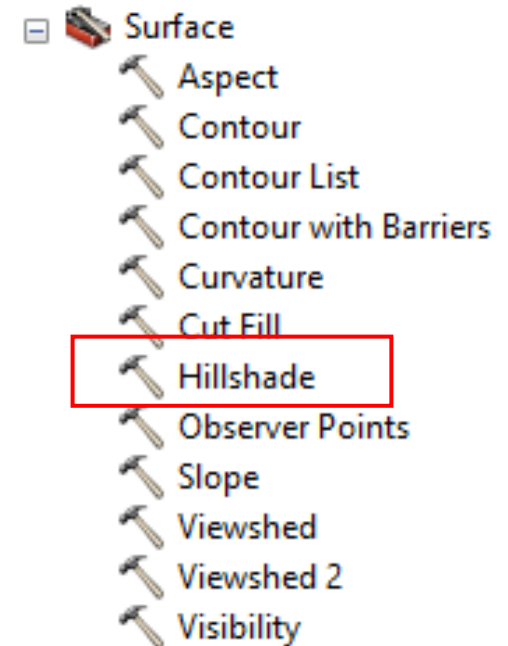 Surface
Aspect
Contour
Contour List
Contour with Barriers
Curvature
Cut Fill
Hillshade
Observer Points
Slope
Viewshed
Viewshed 2
Visibility